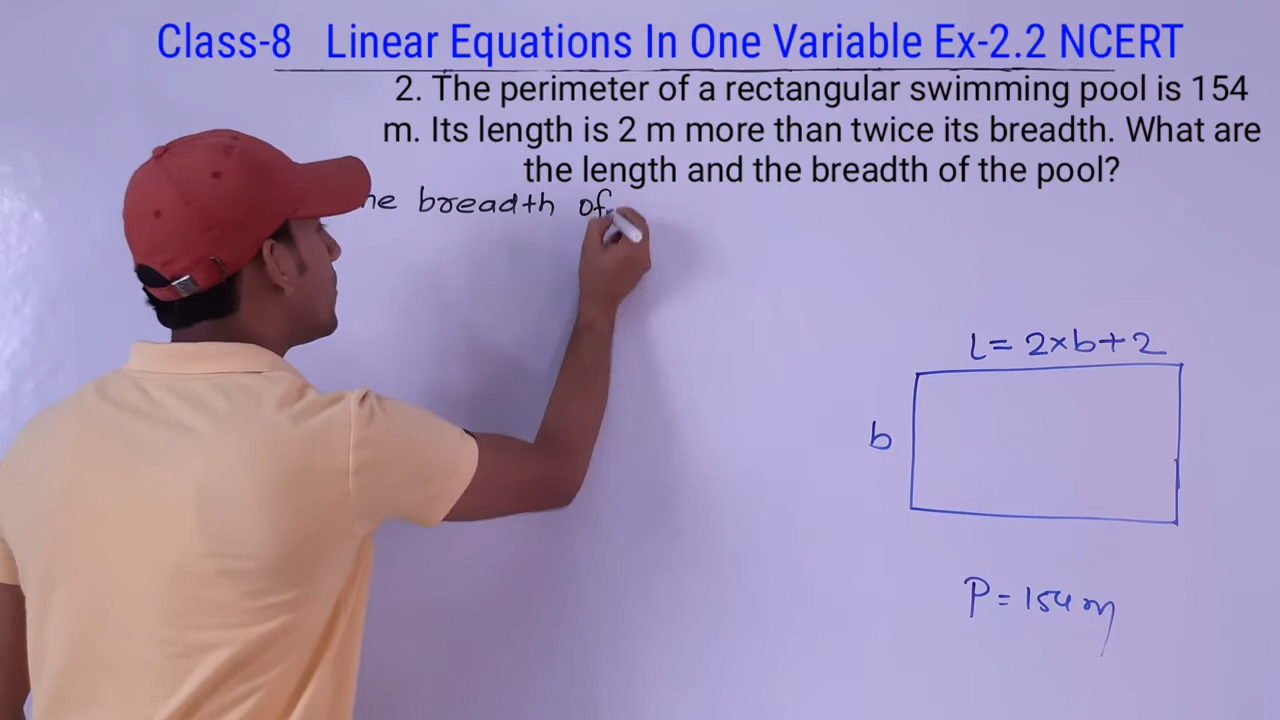 Class-8 Linear Equations In One Variable Ex-2.2 NCERT
2. The perimeter of a rectangular swimming pool is 154
m. Its length is 2 m more than twice its breadth. What are
the length and the breadth of the pool?
breadth of
L = 2×b+2
b
P = 154 m